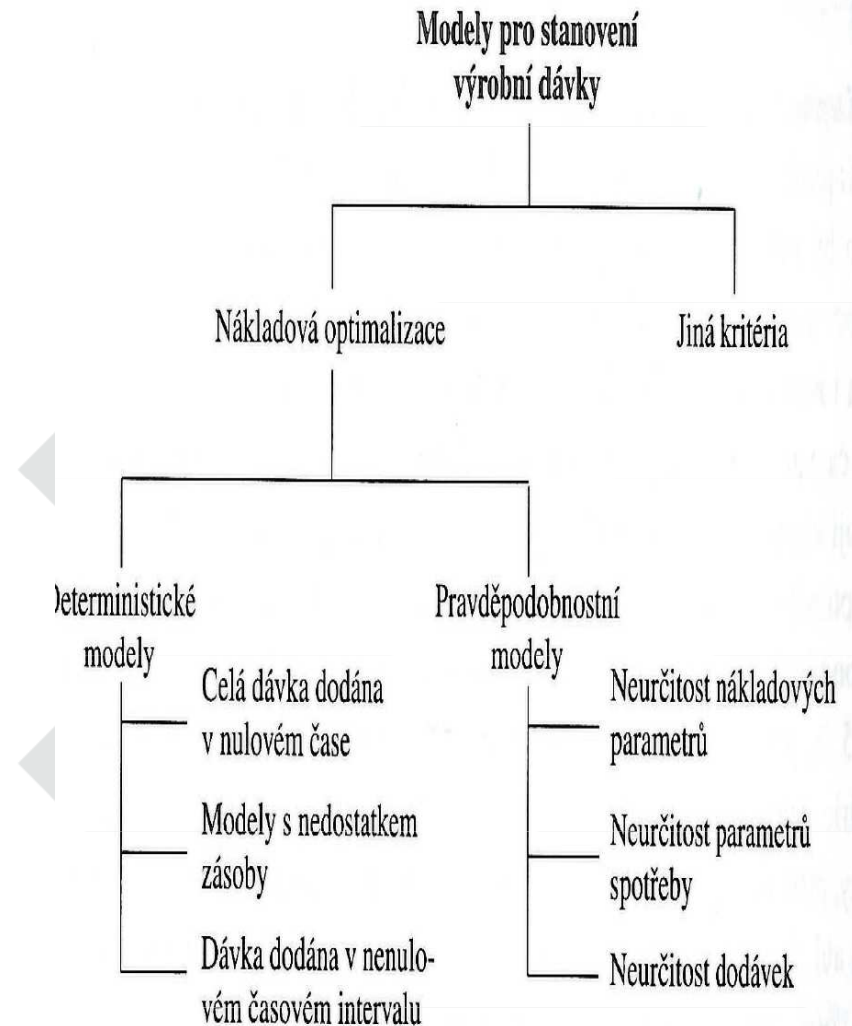 Modely pro stanovení
výrobní dávky
Nákladová optimalizace
Jiná kritéria
Deterministické
modely
Pravděpodobnostní
modely
Celá dávka dodána
v nulovém čase
Modely s nedostatkem
zásoby
Dávka dodána v nenulo-
vém časovém intervalu
Neurčitost nákladových
parametrů
Neurčitost parametrů
spotřeby
Neurčitost dodávek